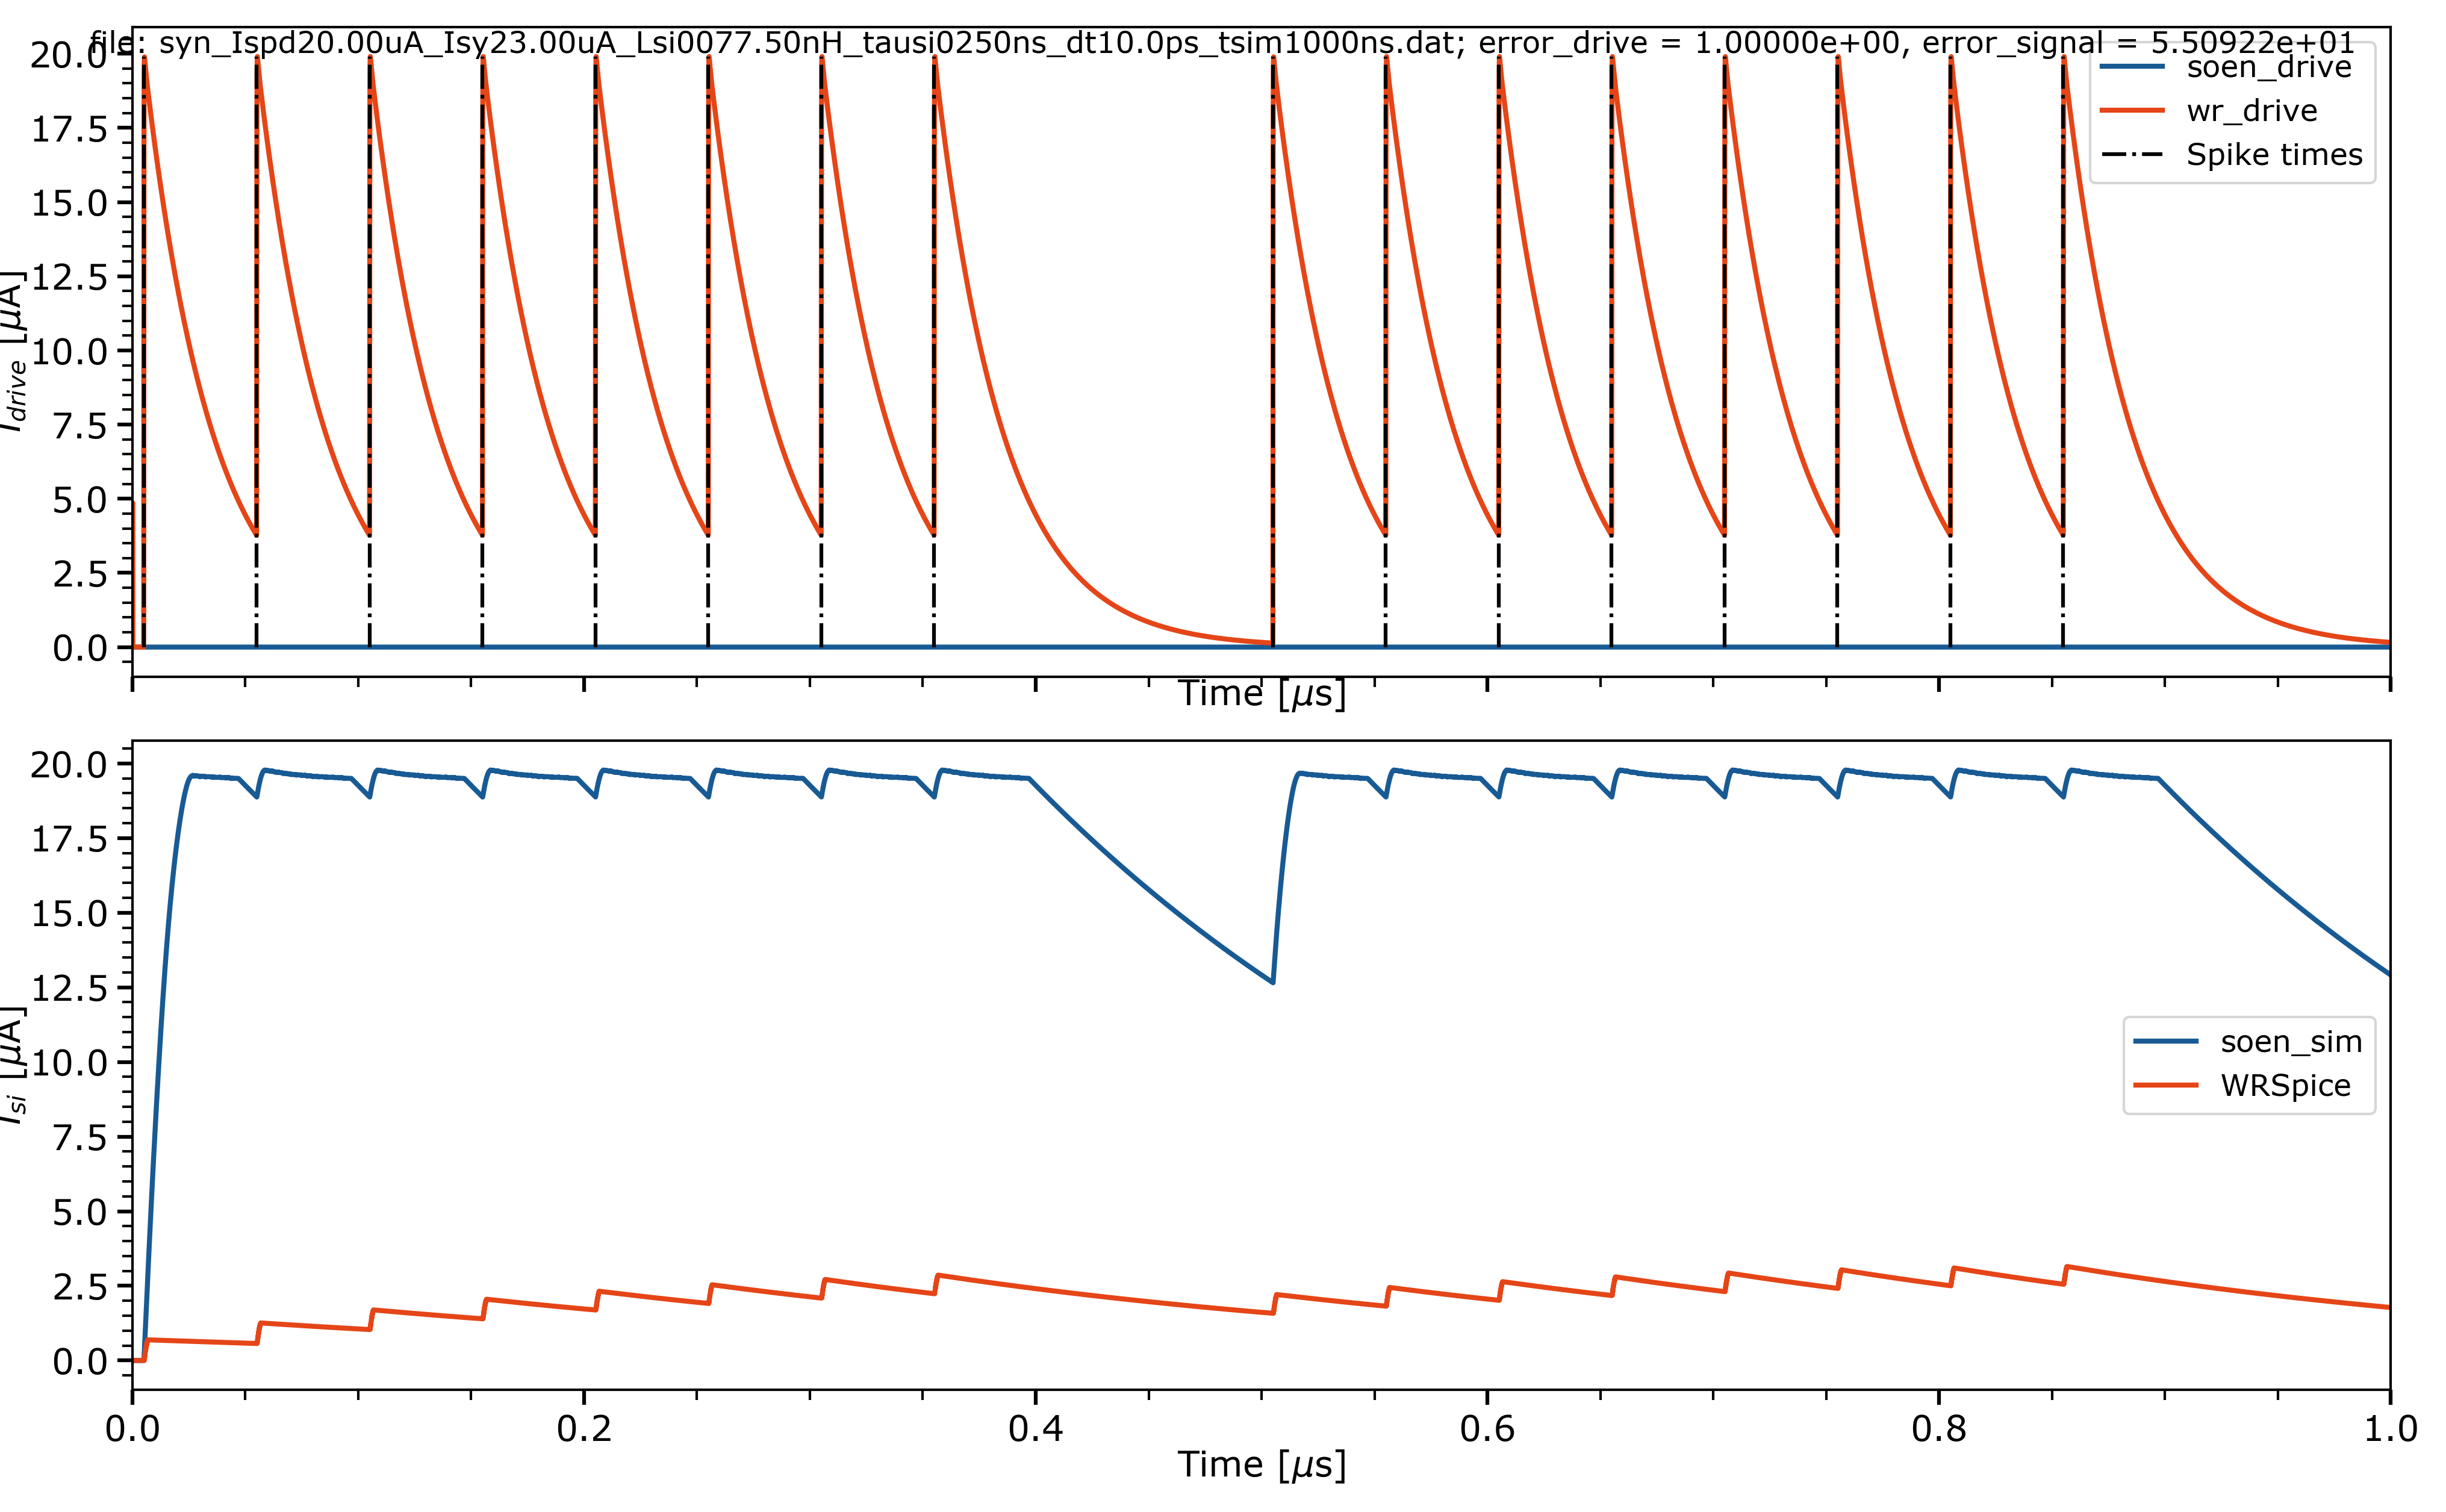 file: syn_Ispd20.00uA_Isy23.00uA_Lsi0077.50nH_tausi0250ns_dt10.0ps_tsim1000ns.dat; error_drive = 1.00000e+00, error_signal = 5.50922e+01
20.0
17.5
15.0
12.5
10.0
7.5
5.0
2.5
0.0
I_drive [μA]
soen_drive
wr_drive
Spike times
Time [μs]
20.0
17.5
15.0
12.5
10.0
7.5
5.0
2.5
0.0
I_si [μA]
soen_sim
WRSpice
0.0 0.2 0.4 0.6 0.8 1.0
Time [μs]